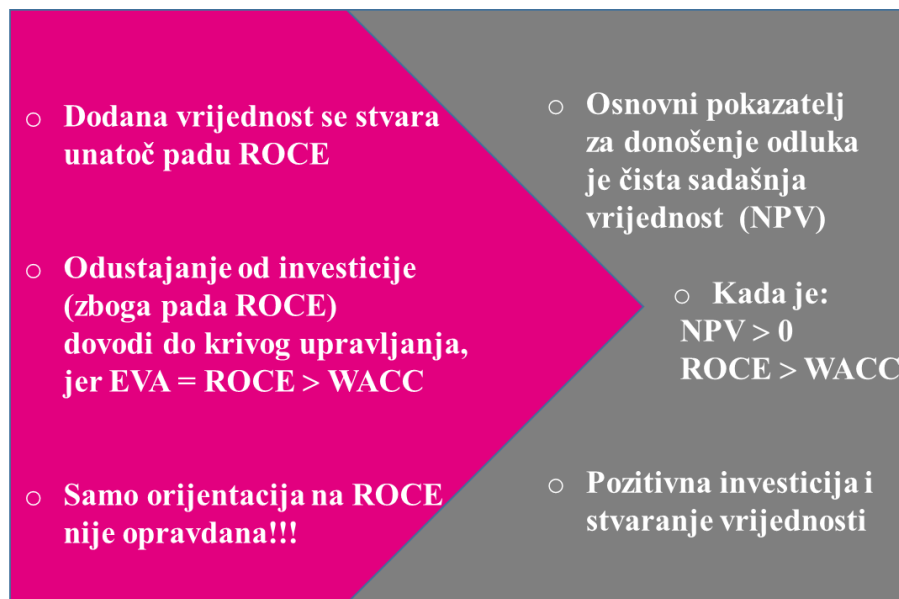 ○ Dodana vrijednost se stvara
unatoč padu ROCE
○ Odustajanje od investicije
(zboga pada ROCE)
dovodi do krivog upravljanja,
jer EVA = ROCE > WACC
○ Samo orijentacija na ROCE
nije opravdana!!!
○ Osnovni pokazatelj
za donošenje odluka
je čista sadašnja
vrijednost (NPV)
○ Kada je:
NPV > 0
ROCE > WACC
○ Pozitivna investicija i
stvaranje vrijednosti